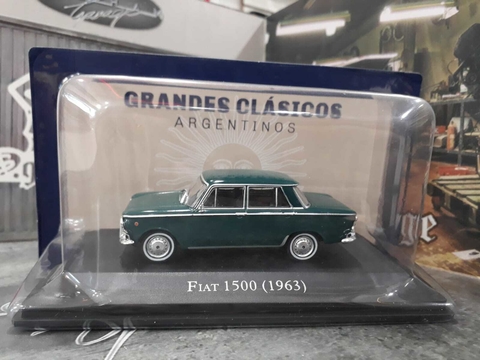 GRANDES CLÁSICOS
ARGENTINOS
FIAT 1500 (1963)